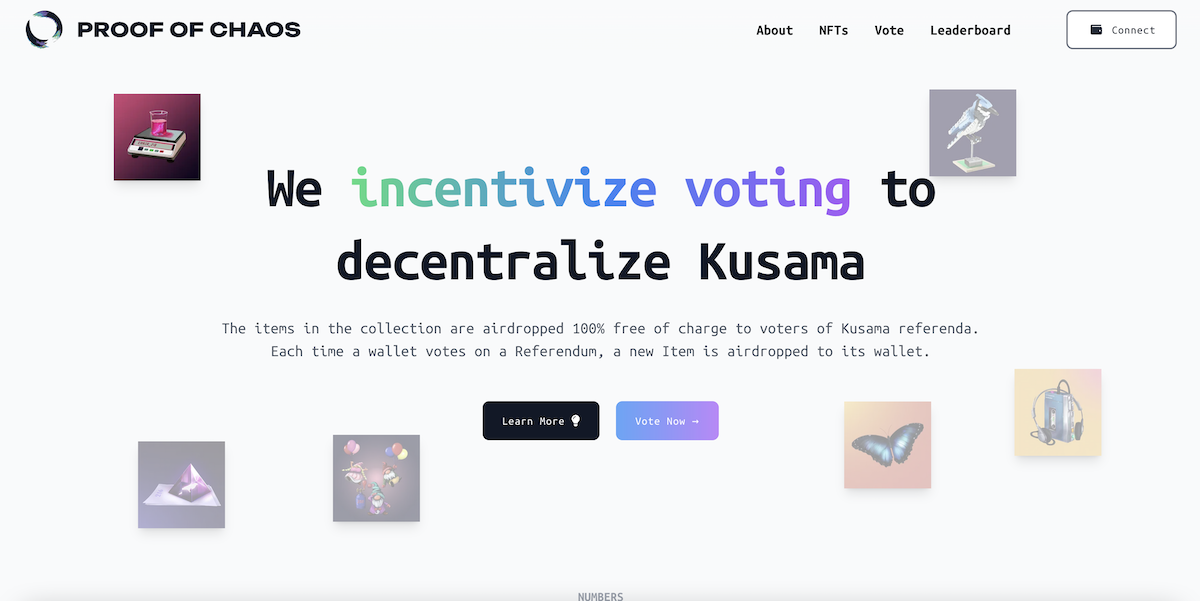 PROOF OF CHAOS
About NFTs Vote Leaderboard Connect
We incentivize voting to
decentralize Kusama
The items in the collection are airdropped 100% free of charge to voters of Kusama referenda.
Each time a wallet votes on a Referendum, a new Item is airdropped to its wallet.
Learn More Vote Now →
NUMBERS